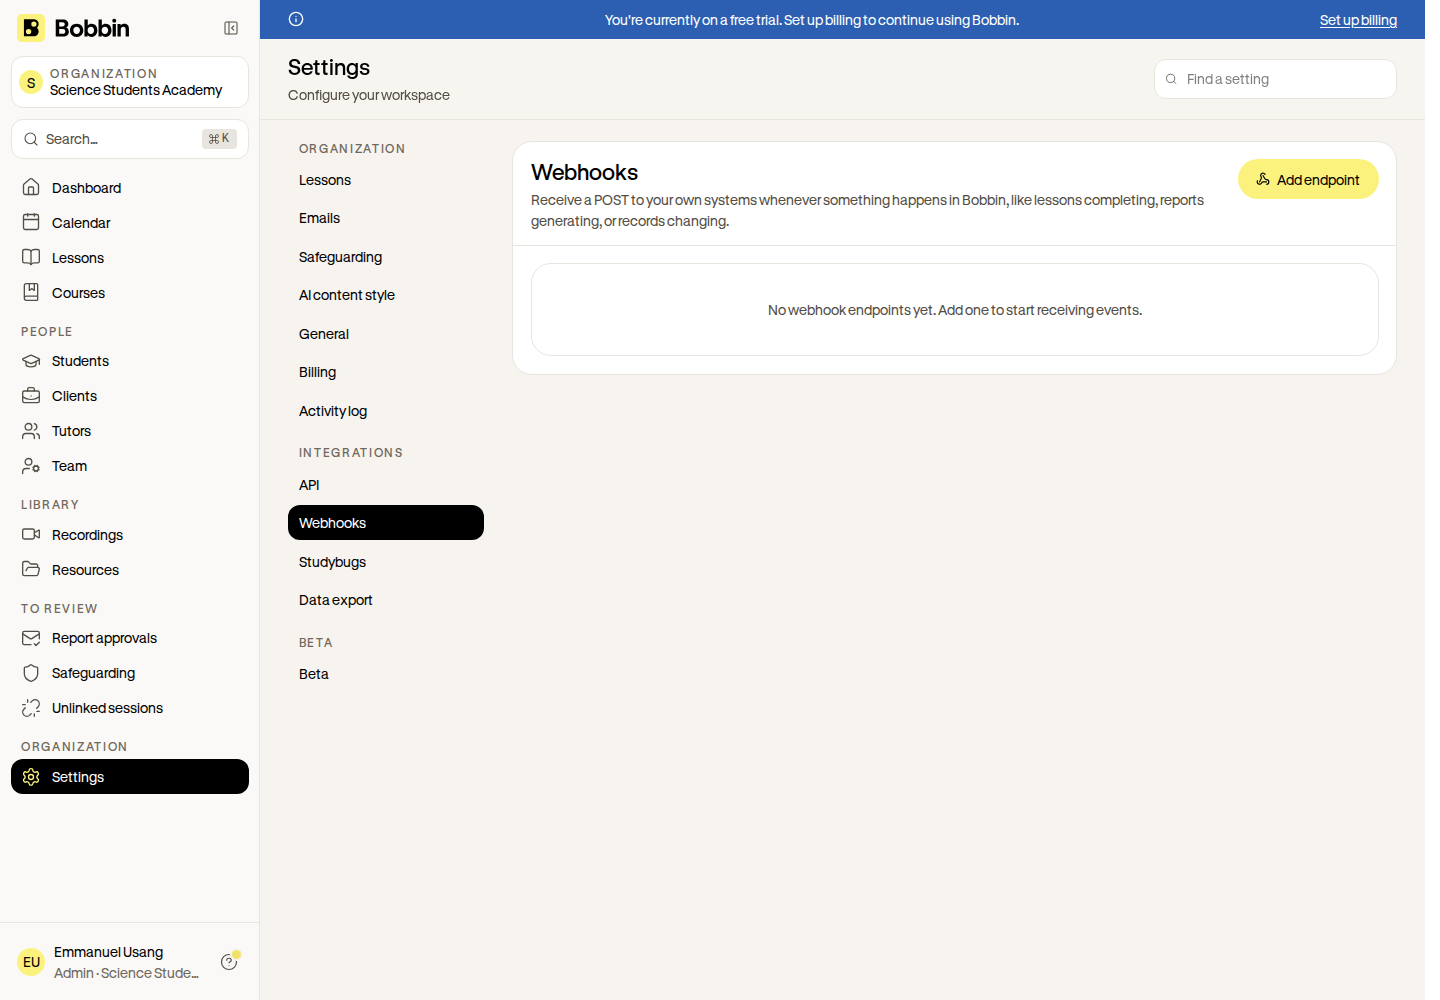 Bobbin
ORGANIZATION
S
Science Students Academy
Search...
⌘ K
Dashboard
Calendar
Lessons
Courses
PEOPLE
Students
Clients
Tutors
Team
LIBRARY
Recordings
Resources
TO REVIEW
Report approvals
Safeguarding
Unlinked sessions
ORGANIZATION
Settings
EU
Emmanuel Usang
Admin · Science Stude...
You're currently on a free trial. Set up billing to continue using Bobbin.
Set up billing
Settings
Configure your workspace
Find a setting
ORGANIZATION
Lessons
Emails
Safeguarding
AI content style
General
Billing
Activity log
INTEGRATIONS
API
Webhooks
Studybugs
Data export
BETA
Beta
Webhooks
Receive a POST to your own systems whenever something happens in Bobbin, like lessons completing, reports
generating, or records changing.
Add endpoint
No webhook endpoints yet. Add one to start receiving events.